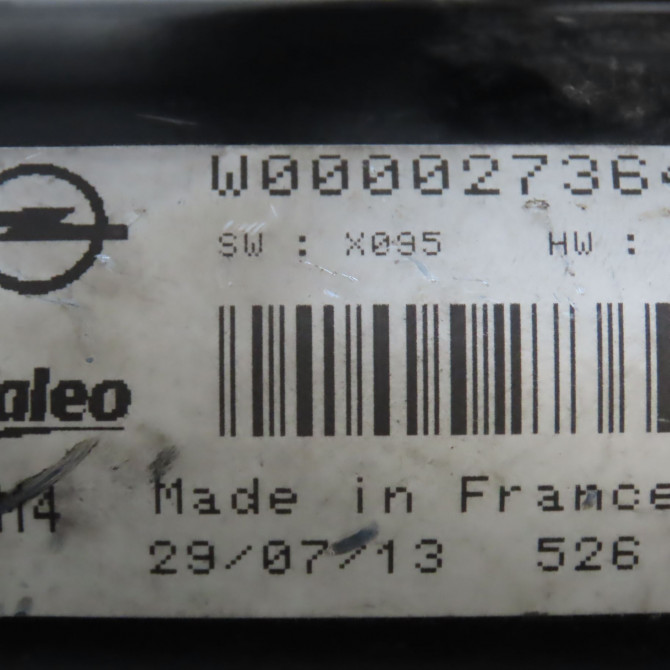 W00002736
SW : X095 HW :
aleo
Made in France
29/07/13 526